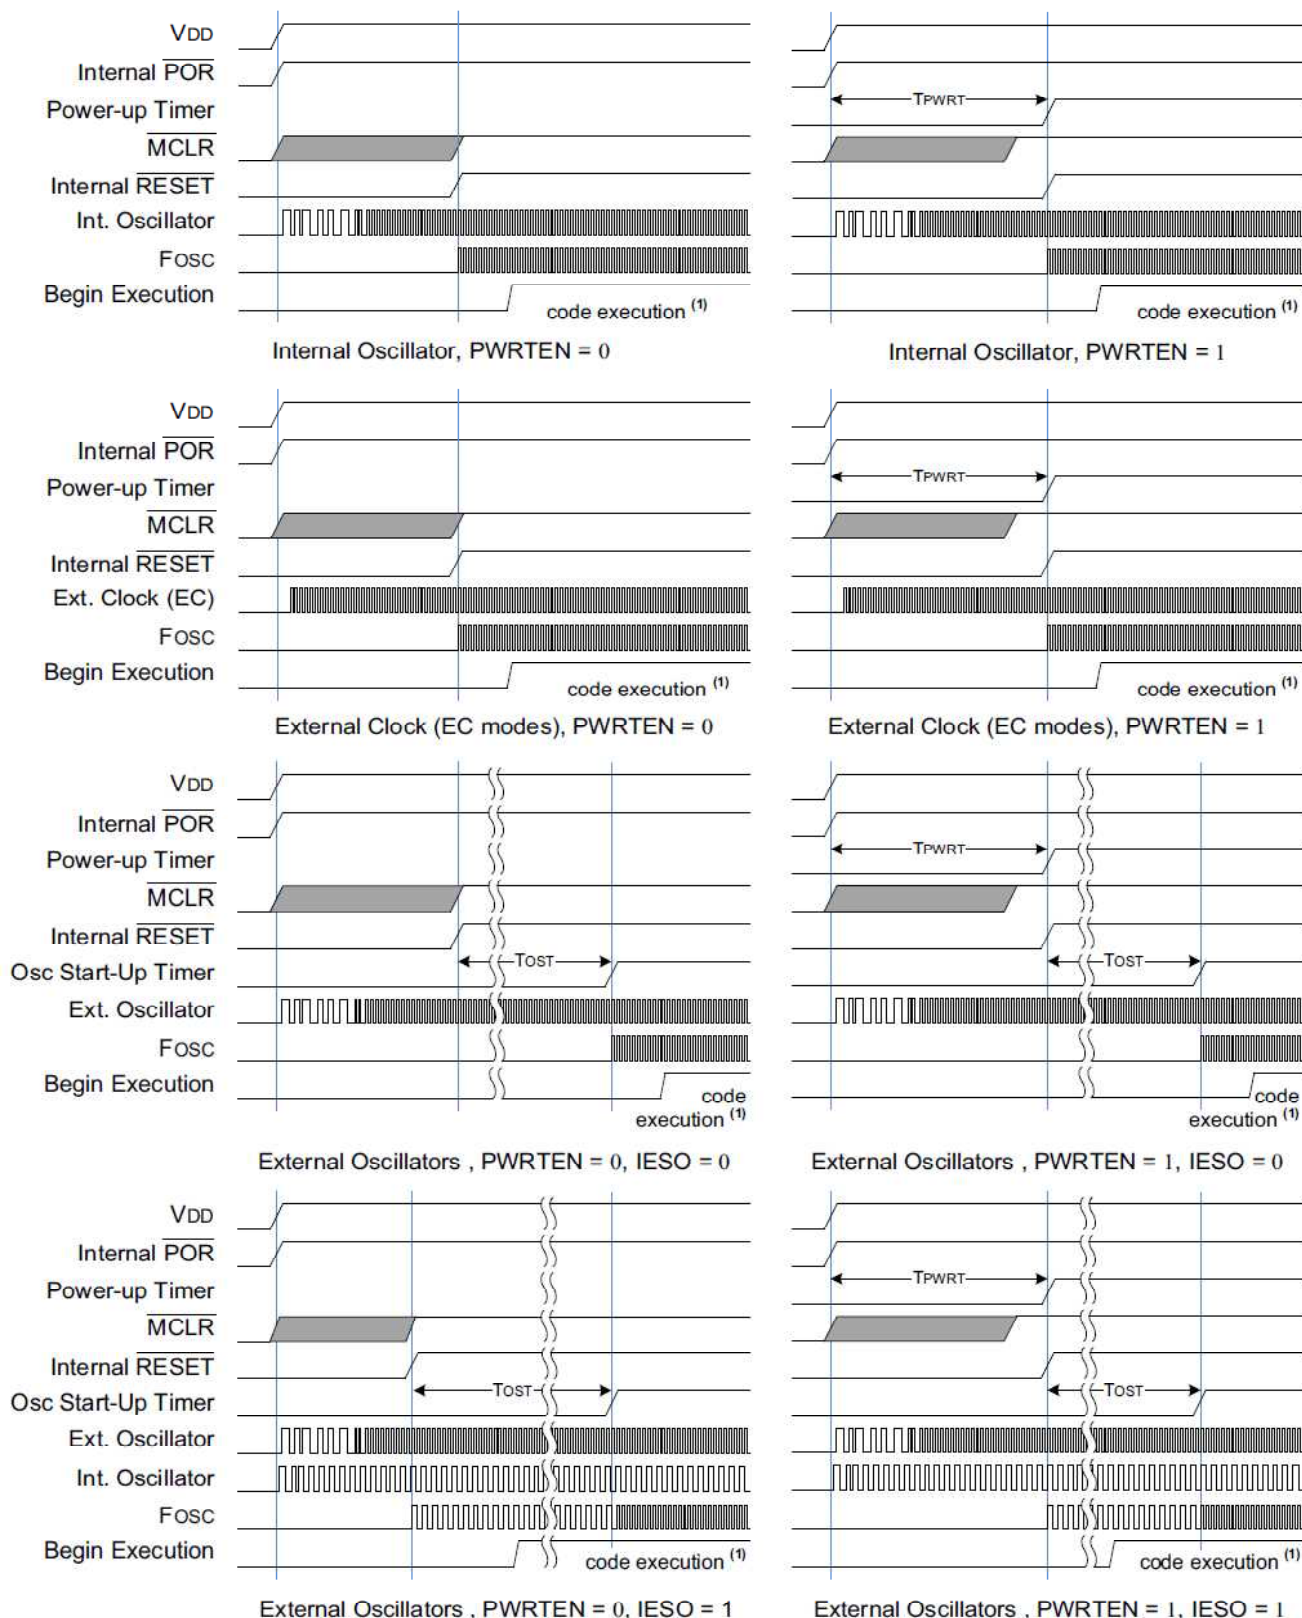 VDD
Internal POR
Power-up Timer
TPWRT
MCLR
Internal RESET
Int. Oscillator
FOSC
Begin Execution
code execution (1)
code execution (1)
Internal Oscillator, PWRTEN = 0
Internal Oscillator, PWRTEN = 1
VDD
Internal POR
Power-up Timer
TPWRT
MCLR
Internal RESET
Ext. Clock (EC)
FOSC
Begin Execution
code execution (1)
code execution (1)
External Clock (EC modes), PWRTEN = 0
External Clock (EC modes), PWRTEN = 1
VDD
Internal POR
Power-up Timer
TPWRT
MCLR
Internal RESET
Osc Start-Up Timer
TOST
TOST
Ext. Oscillator
FOSC
Begin Execution
code
execution (1)
code
execution (1)
External Oscillators , PWRTEN = 0, IESO = 0
External Oscillators , PWRTEN = 1, IESO = 0
VDD
Internal POR
Power-up Timer
TPWRT
MCLR
Internal RESET
Osc Start-Up Timer
TOST
TOST
Ext. Oscillator
Int. Oscillator
FOSC
Begin Execution
code execution (1)
code execution (1)
External Oscillators , PWRTEN = 0, IESO = 1
External Oscillators , PWRTEN = 1, IESO = 1